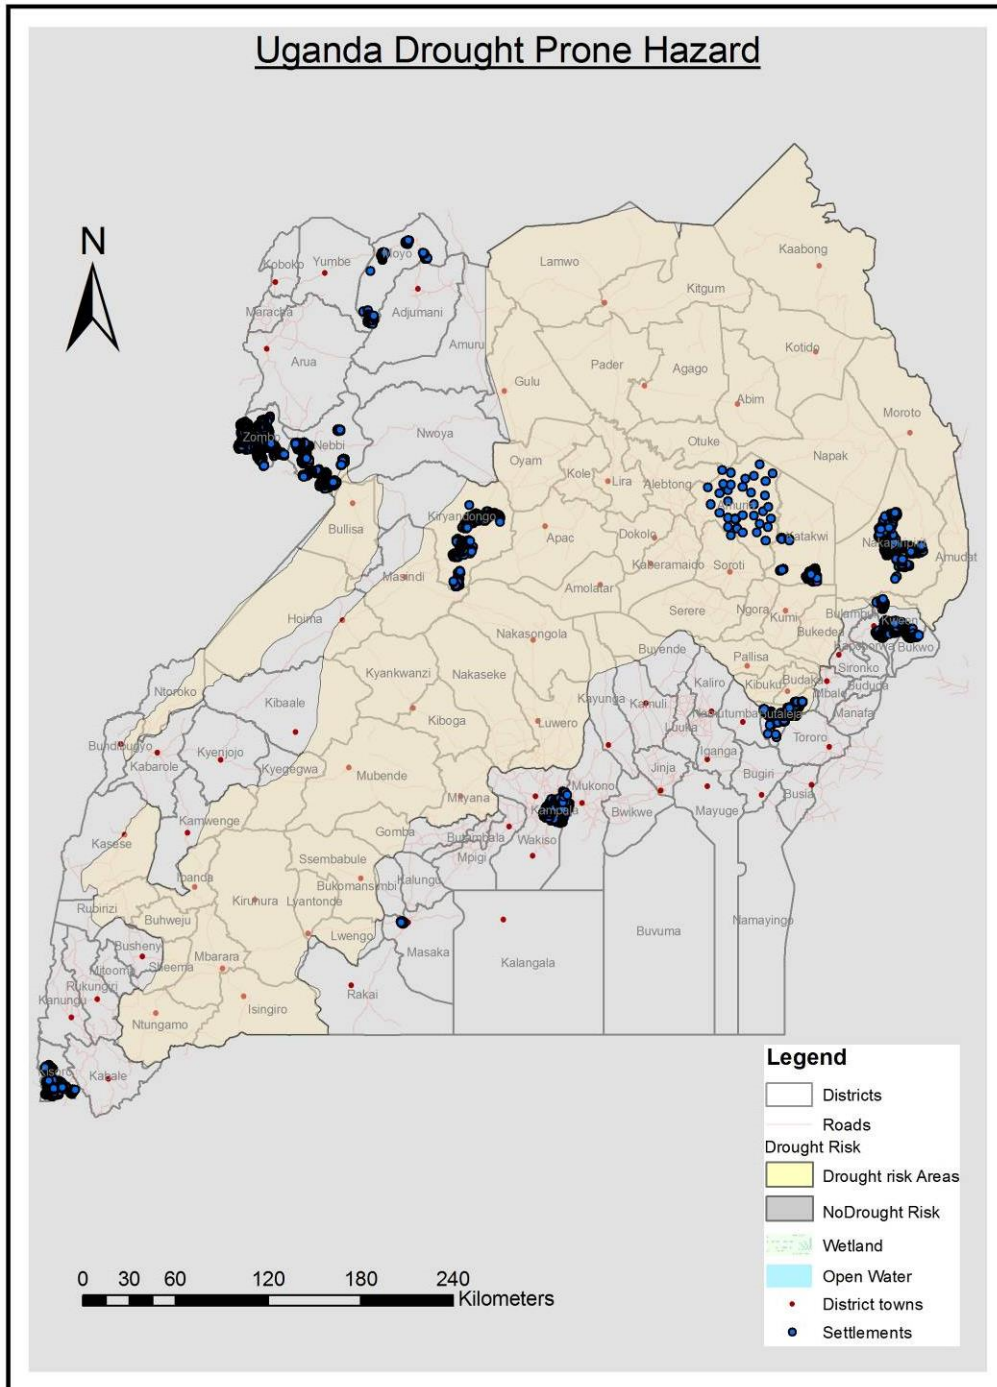 Uganda Drought Prone Hazard
N
Kaabong
Lamwo
Kitgum
Koboko
Yumbe
Moyo
Maracha
Adjumani
Amuru
Arua
Kotido
Pader
Agago
Gulu
Abim
Moroto
Zombo
Nebbi
Nwoya
Otuke
Napak
Oyam
Kole
Lira
Alebtong
Kiryandongo
Bullisa
Amuria
Apac
Dokolo
Katakwi
Nakapiripirit
Amudat
Masindi
Kaberamaido
Soroti
Amolatar
Hoima
Serere
Ngora
Kumi
Bukedea
Kween
Nakasongola
Buyende
Bukwo
Sironko
Pallisa
Kyankwanzi
Nakaseke
Kaliro
Kibuku
Budaka
Mbale
Bududa
Ntoroko
Kibaale
Kayunga
Kamuli
Manafa
Kiboga
Luwero
Luuka
Butaleja
Tororo
Bundibugyo
Kabarole
Kyenjojo
Kyegegwa
Iganga
Mubende
Jinja
Bugiri
Mityana
Mukono
Kampala
Bwikwe
Mayuge
Busia
Kamwenge
Gomba
Butambala
Wakiso
Kasese
Mpigi
Ssembabule
Ibanda
Bukomansimbi
Kalungu
Kiruhura
Lyantonde
Rubirizi
Buhweju
Lwengo
Masaka
Kalangala
Buvuma
Namayingo
Busheny
Mbarara
Sheema
Mitooma
Rukungiri
Kanungu
Rakai
Isingiro
Ntungamo
Kisoro
Kabale
Legend
Districts
Roads
Drought Risk
Drought risk Areas
NoDrought Risk
Wetland
Open Water
District towns
Settlements
0 30 60 120 180 240
Kilometers